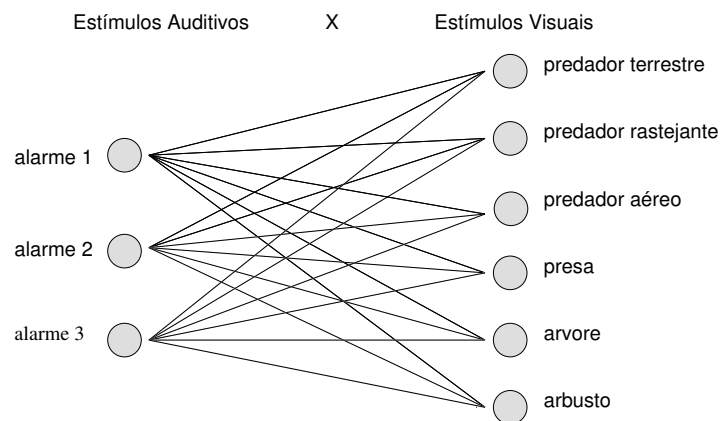 Estímulos Auditivos X Estímulos Visuais
predador terrestre
predador rastejante
alarme 1
predador aéreo
alarme 2
presa
alarme 3
arvore
arbusto